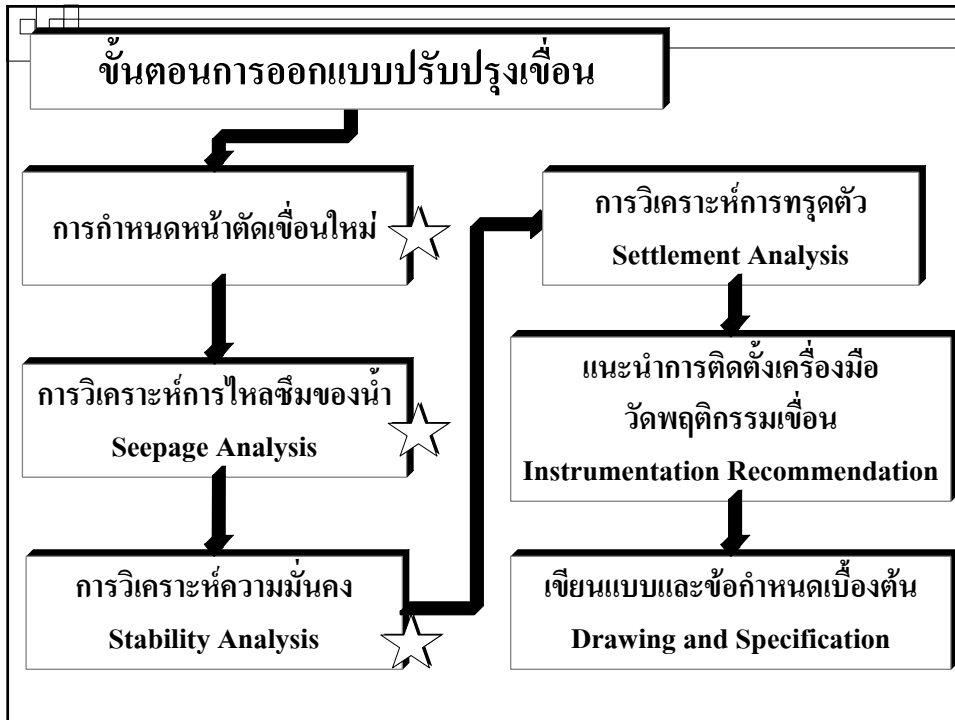 ขั้นตอนการออกแบบปรับปรุงเขื่อน
การกำหนดหน้าตัดเขื่อนใหม่
การวิเคราะห์การไหลซึมของน้ำ
Seepage Analysis
การวิเคราะห์ความมั่นคง
Stability Analysis
การวิเคราะห์การทรุดตัว
Settlement Analysis
แนะนำการติดตั้งเครื่องมือ
วัดพฤติกรรมเขื่อน
Instrumentation Recommendation
เขียนแบบและข้อกำหนดเบื้องต้น
Drawing and Specification